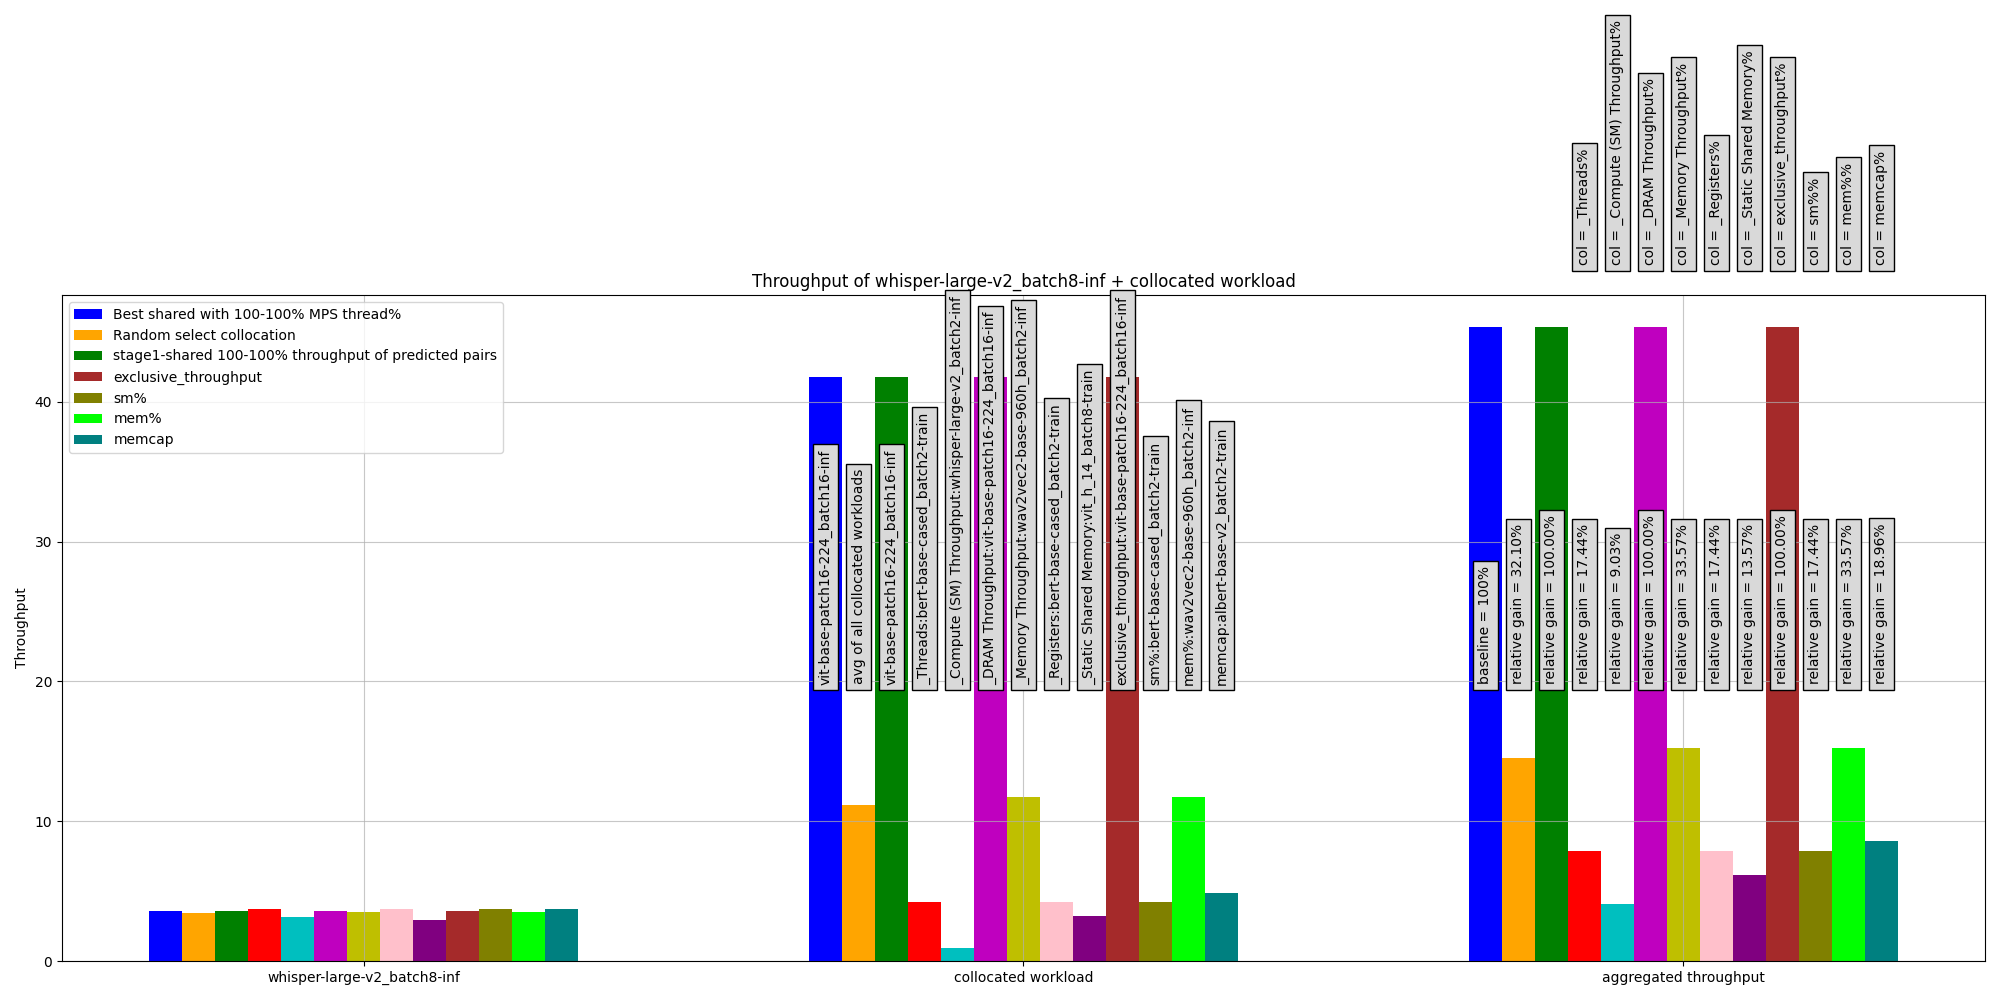 col = _Threads%
col = _Compute (SM) Throughput%
col = _DRAM Throughput%
col = _Memory Throughput%
col = _Registers%
col = _Static Shared Memory%
col = exclusive_throughput%
col = sm%%
col = mem%%
col = memcap%
Throughput of whisper-large-v2_batch8-inf + collocated workload
Best shared with 100-100% MPS thread%
Random select collocation
stage1-shared 100-100% throughput of predicted pairs
exclusive_throughput
sm%
mem%
memcap
Throughput
40
30
20
10
0
vit-base-patch16-224_batch16-inf
avg of all collocated workloads
vit-base-patch16-224_batch16-inf
_Threads:bert-base-cased_batch2-train
_Compute (SM) Throughput:whisper-large-v2_batch2-inf
_DRAM Throughput:vit-base-patch16-224_batch16-inf
_Memory Throughput:wav2vec2-base-960h_batch2-inf
_Registers:bert-base-cased_batch2-train
_Static Shared Memory:vit_h_14_batch8-train
exclusive_throughput:vit-base-patch16-224_batch16-inf
sm%:bert-base-cased_batch2-train
mem%:wav2vec2-base-960h_batch2-inf
memcap:albert-base-v2_batch2-train
baseline = 100%
relative gain = 32.10%
relative gain = 100.00%
relative gain = 17.44%
relative gain = 9.03%
relative gain = 100.00%
relative gain = 33.57%
relative gain = 17.44%
relative gain = 13.57%
relative gain = 100.00%
relative gain = 17.44%
relative gain = 33.57%
relative gain = 18.96%
whisper-large-v2_batch8-inf
collocated workload
aggregated throughput